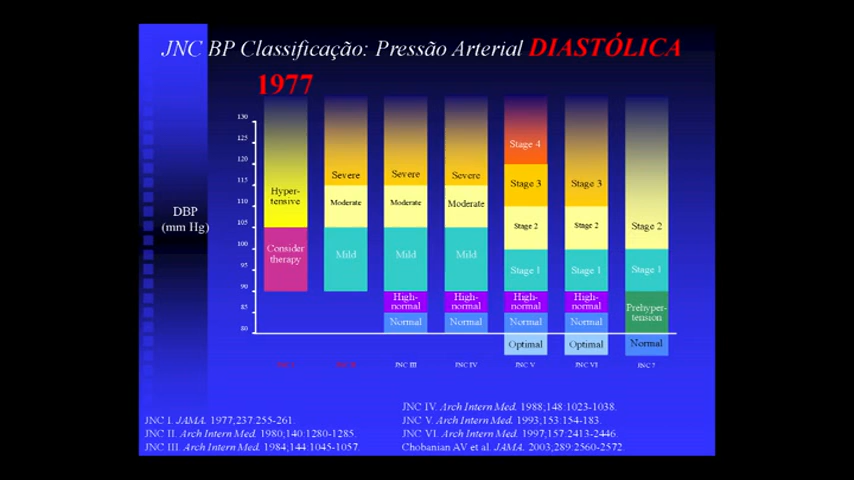 JNC BP Classificação: Pressão Arterial DIASTÓLICA
1977
DBP
(mm Hg)
130
125
120
115
110
105
100
95
90
85
80
Hyper-
tensive
Consider
therapy
Severe
Moderate
Mild
Severe
Moderate
Mild
High-
normal
Normal
Severe
Moderate
Mild
High-
normal
Normal
Stage 4
Stage 3
Stage 2
Stage 1
High-
normal
Normal
Optimal
Stage 3
Stage 2
Stage 1
High-
normal
Normal
Optimal
Stage 2
Stage 1
Prehyper-
tension
Normal
JNC III
JNC IV
JNC V
JNC VI
JNC 7
JNC I. JAMA. 1977;237:255-261.
JNC II. Arch Intern Med. 1980;140:1280-1285.
JNC III. Arch Intern Med. 1984;144:1045-1057.
JNC IV. Arch Intern Med. 1988;148:1023-1038.
JNC V. Arch Intern Med. 1993;153:154-183.
JNC VI. Arch Intern Med. 1997;157:2413-2446.
Chobanian AV et al. JAMA. 2003;289:2560-2572.